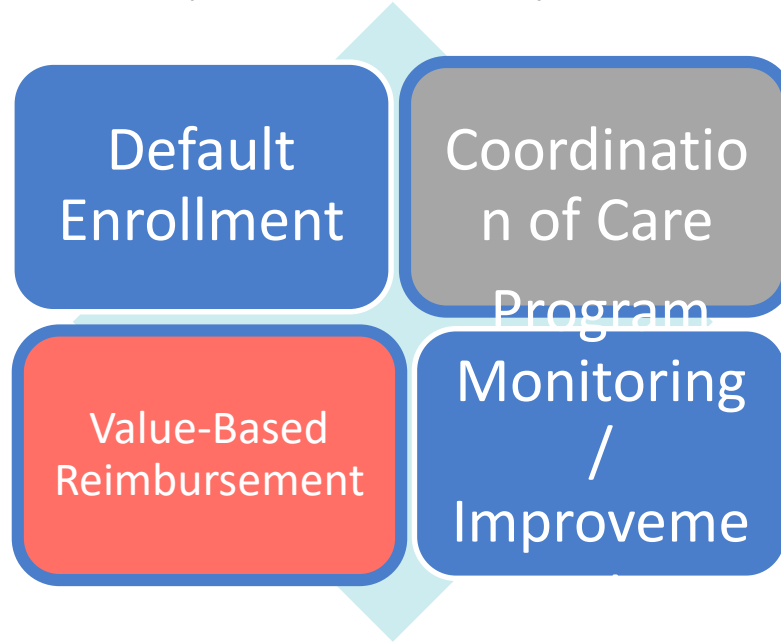 Default
Enrollment
Coordinatio
n of Care
Value-Based
Reimbursement
Program
Monitoring
/
Improveme